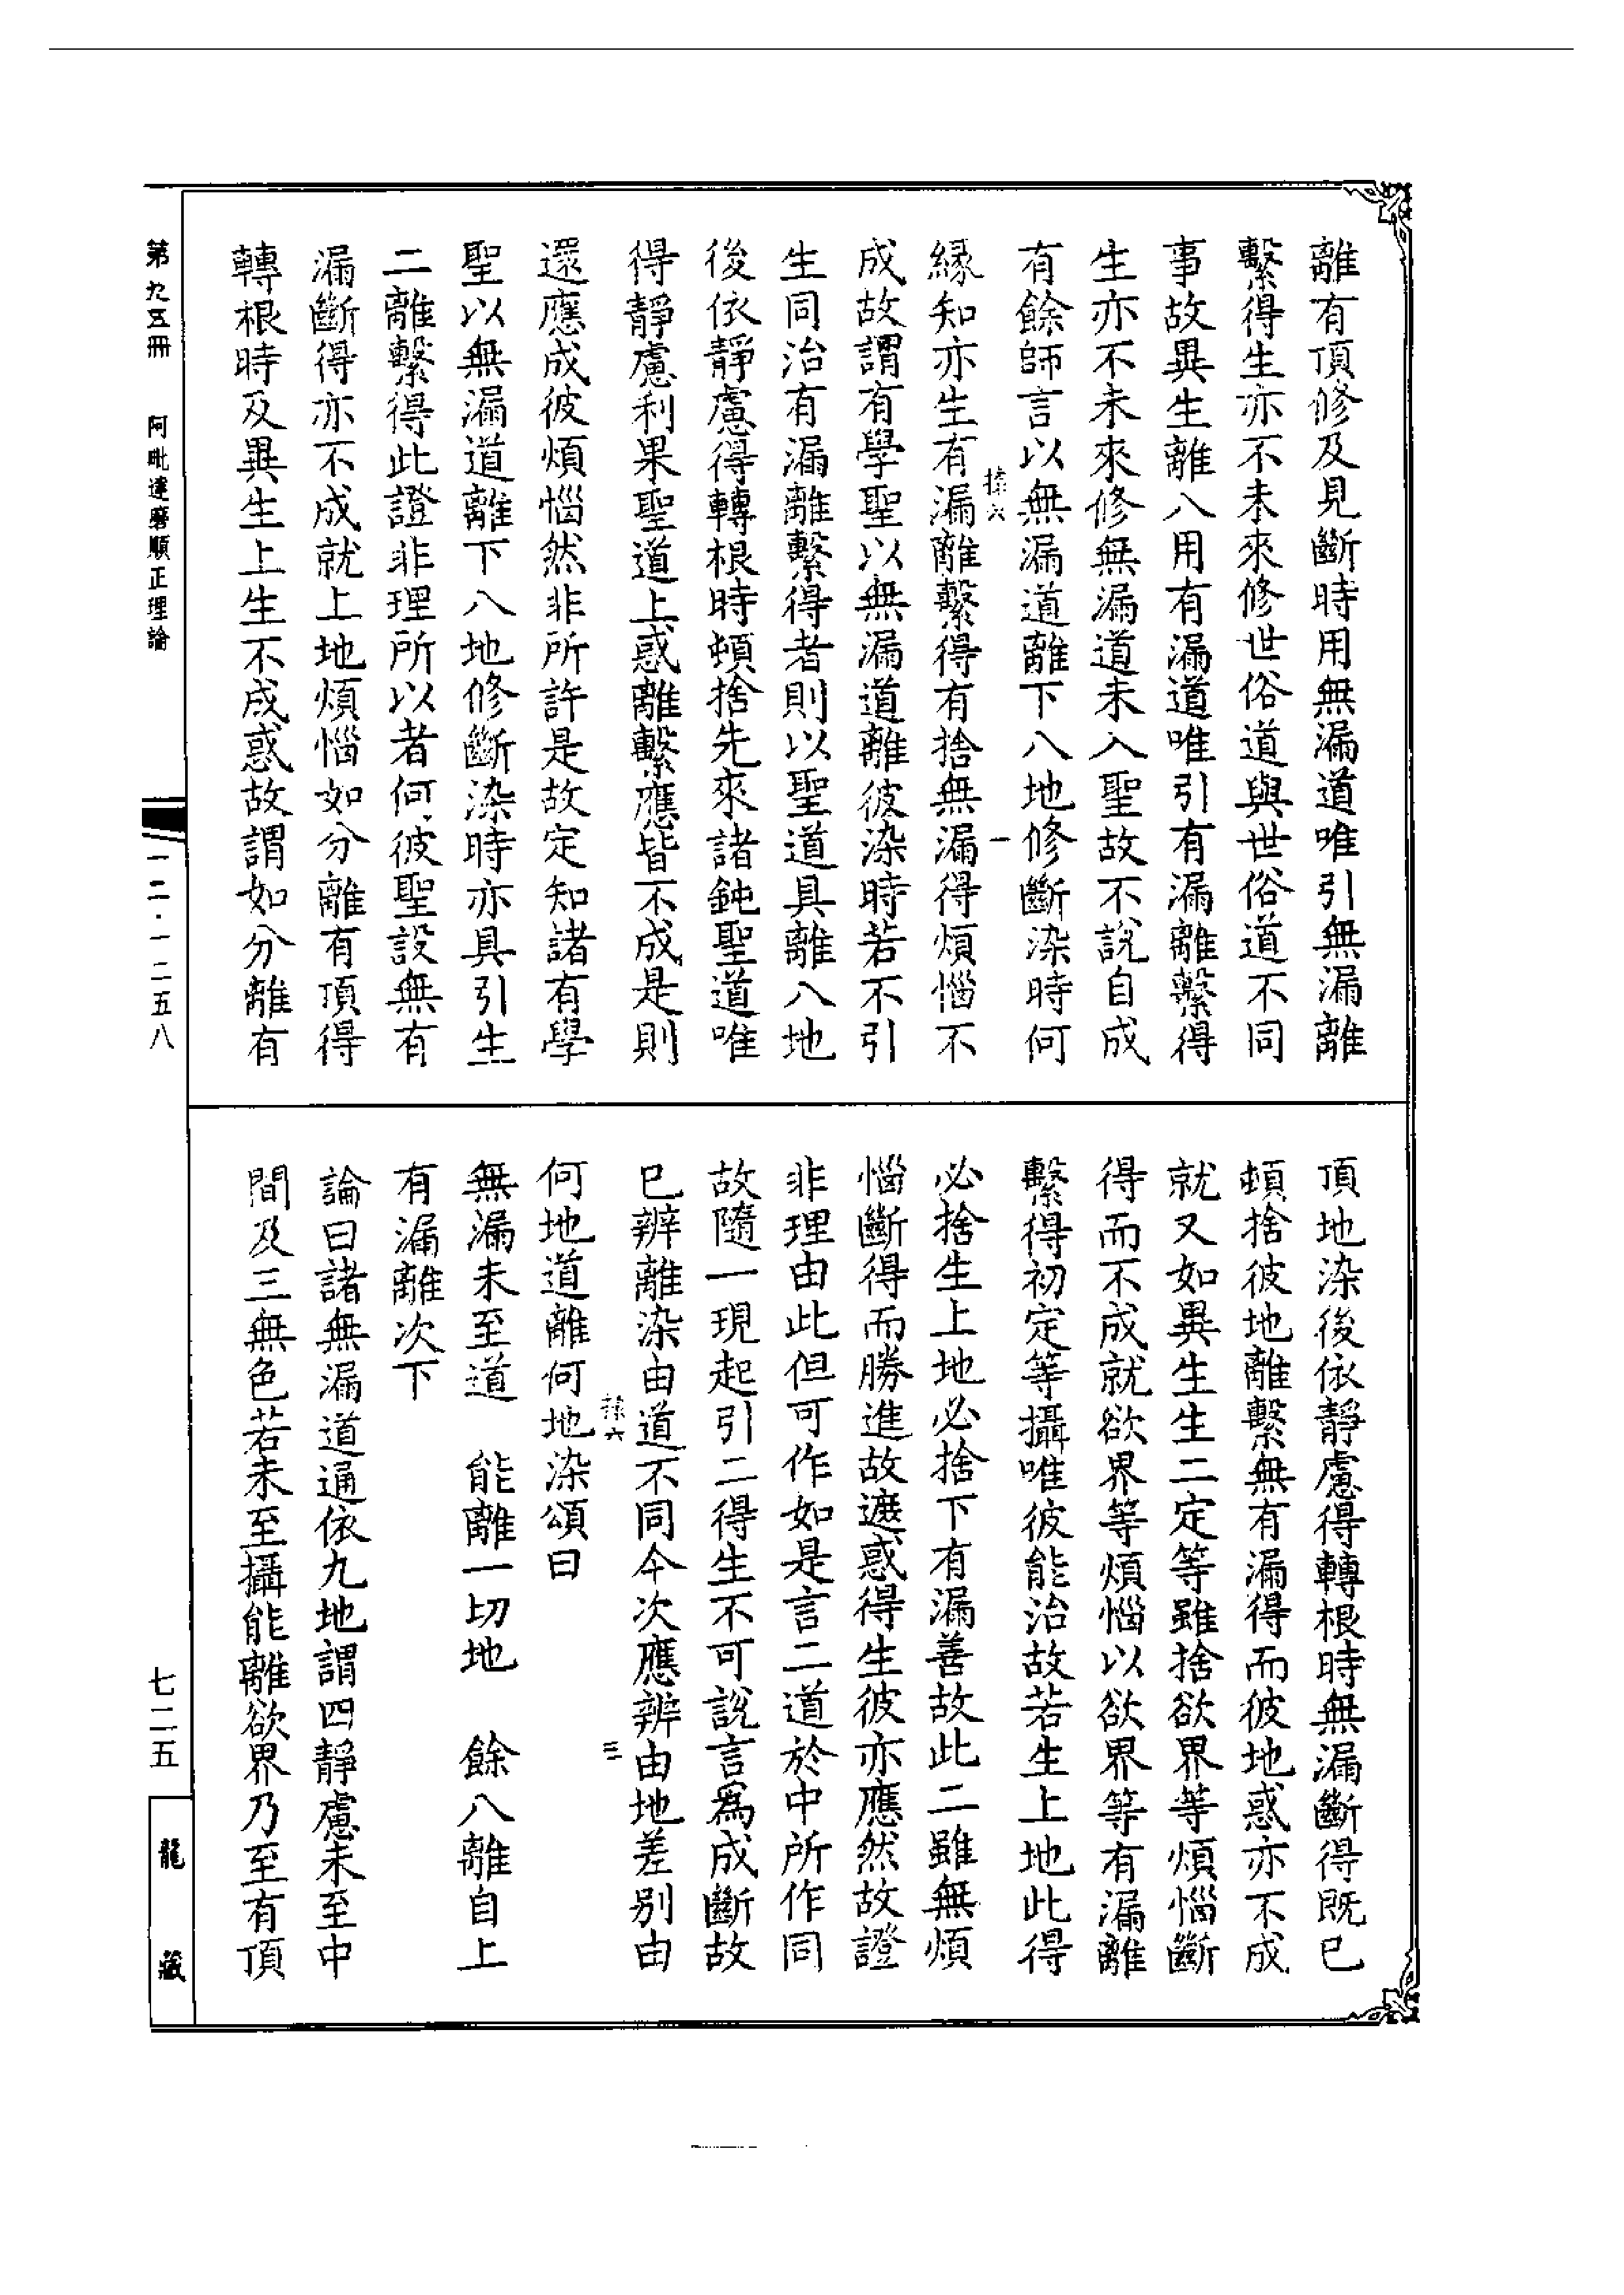 離有頂修及見斷時用無漏道唯引無漏離
繫得生亦不未來修世俗道與世俗道不同
事故異生離八用有漏道唯引有漏離繫得
生亦不未來修無漏道未入聖故不說自成
有餘師言以無漏道離下八地修斷染時何
緣知亦生有漏離繫得有捨無漏得煩惱不
成故謂有學聖以無漏道離彼染時若不引
生同治有漏離繫得者則以聖道具離八地
後依靜慮得轉根時頓捨先來諸鈍聖道唯
得靜慮利果聖道上惑離繫應皆不成是則
還應成彼煩惱然非所許是故定知諸有學
聖以無漏道離下八地修斷染時亦具引生
二離繫得此證非理所以者何彼聖設無有
漏斷得亦不成就上地煩惱如分離有頂得
轉根時及異生上生不成惑故謂如分離有
頂地染後依靜慮得轉根時無漏斷得既已
頓捨彼地離繫無有漏得而彼地惑亦不成
就又如異生生二定等雖捨欲界等煩惱斷
得而不成就欲界等煩惱以欲界等有漏離
繫得初定等攝唯彼能治故若生上地此得
必捨生上地必捨下有漏善故此二雖無煩
惱斷得而勝進故遮惑得生彼亦應然故證
非理由此但可作如是言二道於中所作同
故隨一現起引二得生不可說言為成斷故
已辨離染由道不同今次應辨由地差別由
何地道離何地染頌曰
無漏未至道　能離一切地　餘八離自上
有漏離次下
論曰諸無漏道通依九地謂四靜慮未至中
間及三無色若未至攝能離欲界乃至有頂
第九五冊　阿毗達磨順正理論
一二·一二五八
七二五
龍藏